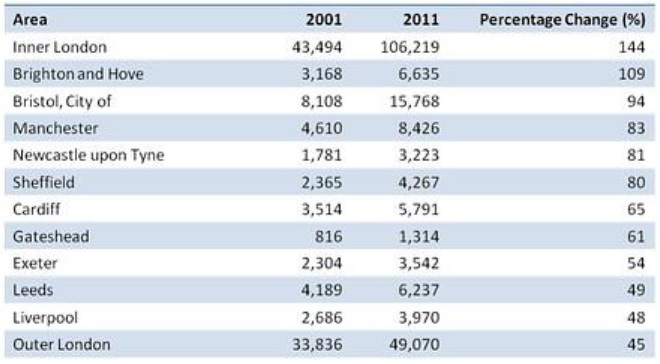 Area 2001 2011 Percentage Change (%)
Inner London 43,494 106,219 144
Brighton and Hove 3,168 6,635 109
Bristol, City of 8,108 15,768 94
Manchester 4,610 8,426 83
Newcastle upon Tyne 1,781 3,223 81
Sheffield 2,365 4,267 80
Cardiff 3,514 5,791 65
Gateshead 816 1,314 61
Exeter 2,304 3,542 54
Leeds 4,189 6,237 49
Liverpool 2,686 3,970 48
Outer London 33,836 49,070 45